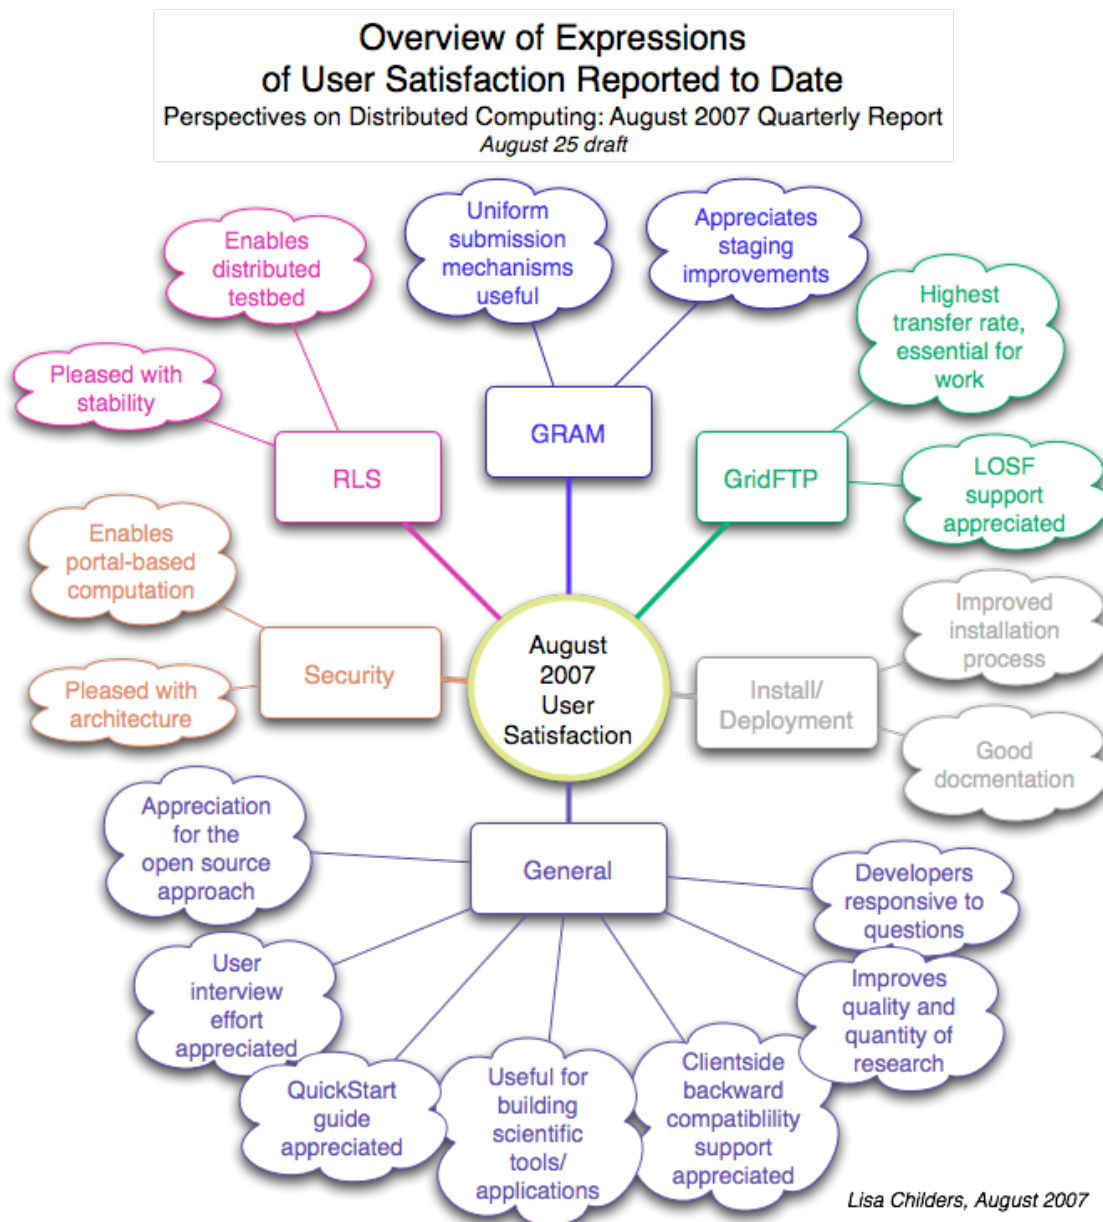 Overview of Expressions
of User Satisfaction Reported to Date
Perspectives on Distributed Computing: August 2007 Quarterly Report
August 25 draft
Uniform
submission
mechanisms
useful
Appreciates
staging
improvements
Enables
distributed
testbed
Highest
transfer rate,
essential for
work
Pleased with
stability
GRAM
RLS
GridFTP
LOSF
support
appreciated
Enables
portal-based
computation
Improved
installation
process
August
2007
User
Satisfaction
Security
Install/
Deployment
Pleased with
architecture
Good
docmentation
Appreciation
for the
open source
approach
General
Developers
responsive to
questions
User
interview
effort
appreciated
Improves
quality and
quantity of
research
QuickStart
guide
appreciated
Useful for
building
scientific
tools/
applications
Clientside
backward
compatiblility
support
appreciated
Lisa Childers, August 2007